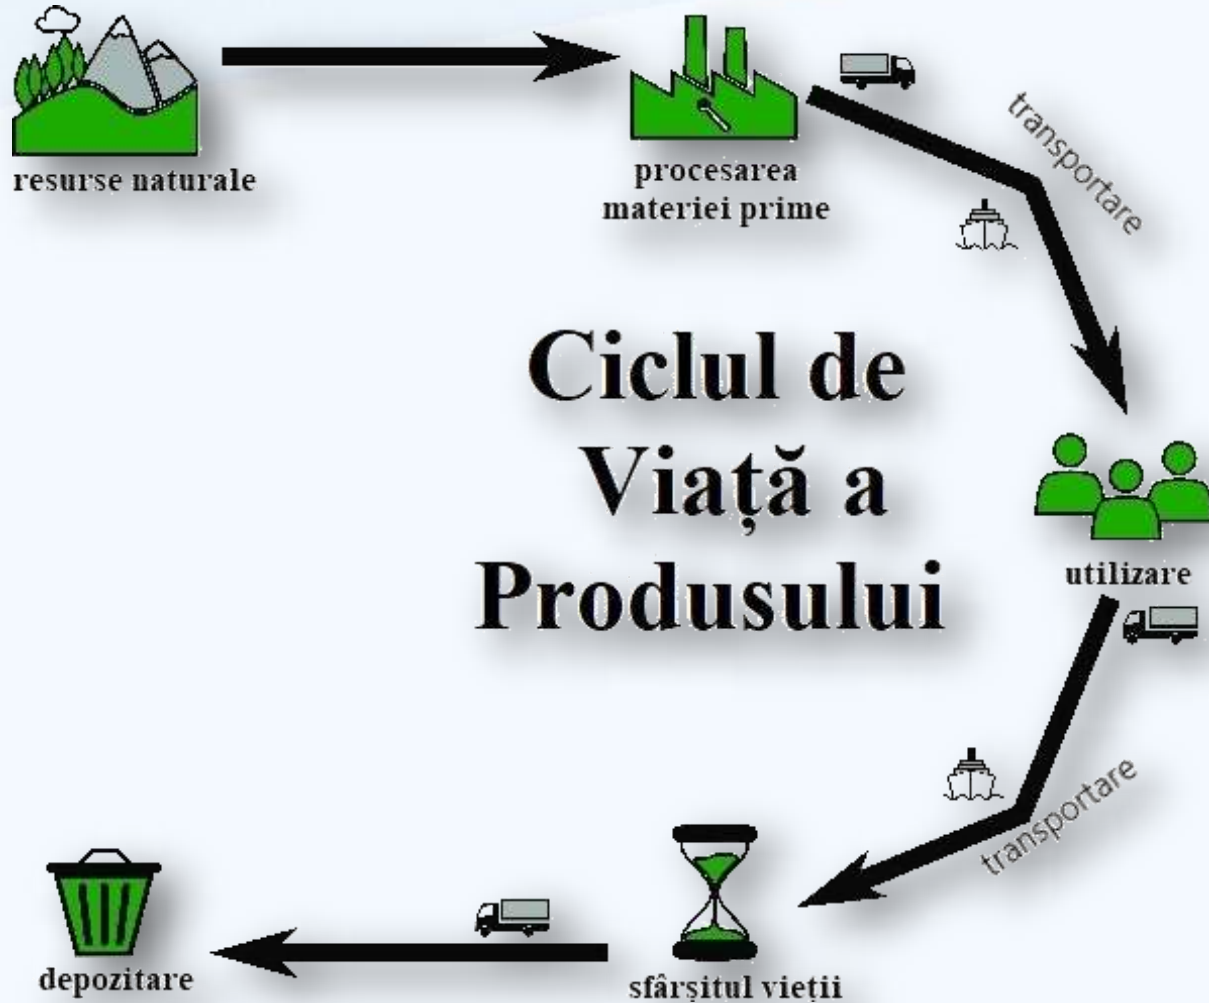 resurse naturale
procesarea
materiei prime
transportare
Ciclul de
Viață a
Produsului
utilizare
transportare
depozitare
sfârșitul vieții